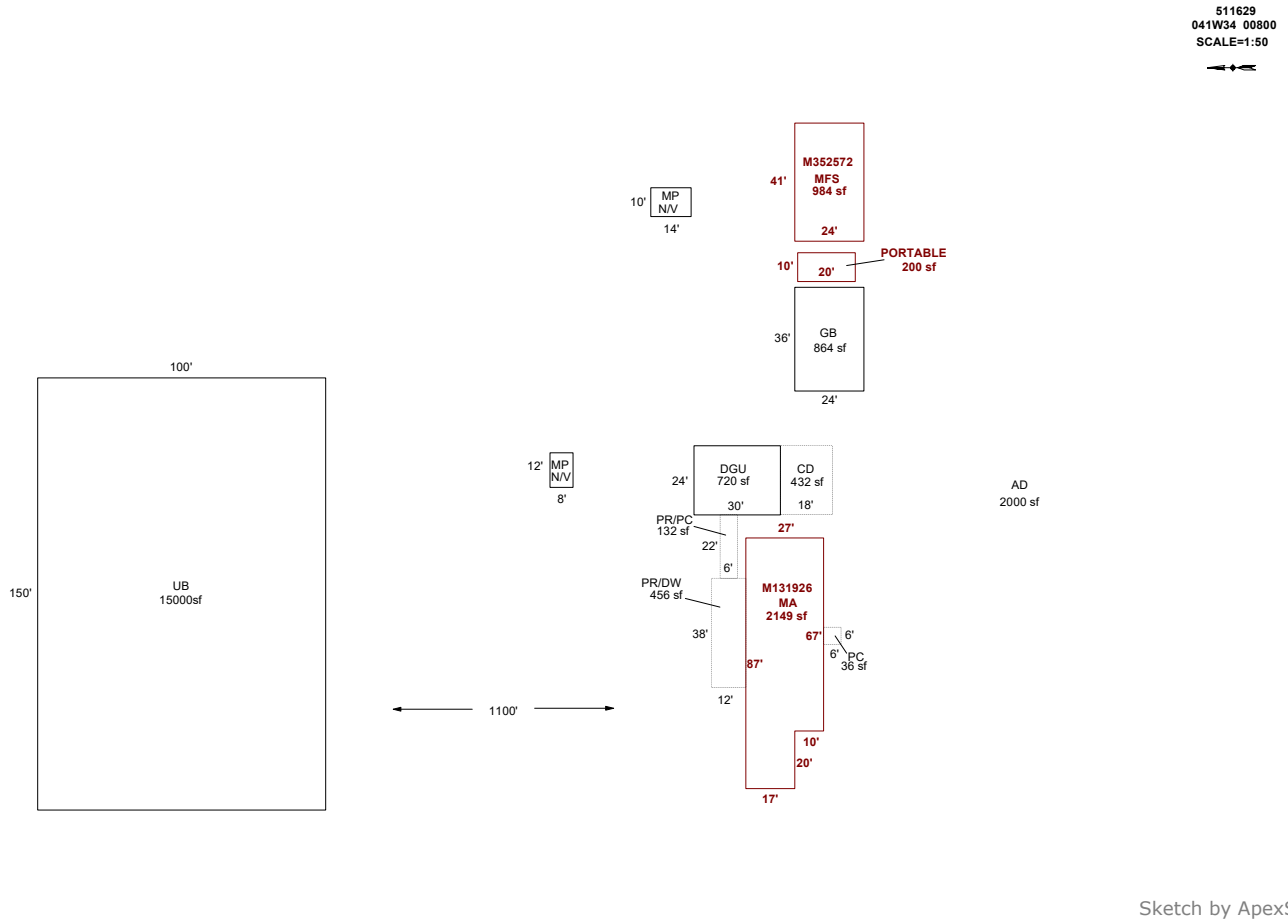 511629
041W34 00800
SCALE=1:50
M352572
MFS
984 sf
41'
24'
MP
N/V
10'
14'
PORTABLE
200 sf
10'
20'
GB
864 sf
36'
24'
100'
UB
15000sf
150'
MP
N/V
12'
8'
DGU
720 sf
24'
30'
CD
432 sf
18'
AD
2000 sf
PR/PC
132 sf
22'
6'
27'
PR/DW
456 sf
38'
12'
M131926
MA
2149 sf
67'
87'
6'
6'
PC
36 sf
1100'
10'
20'
17'
Sketch by ApexS